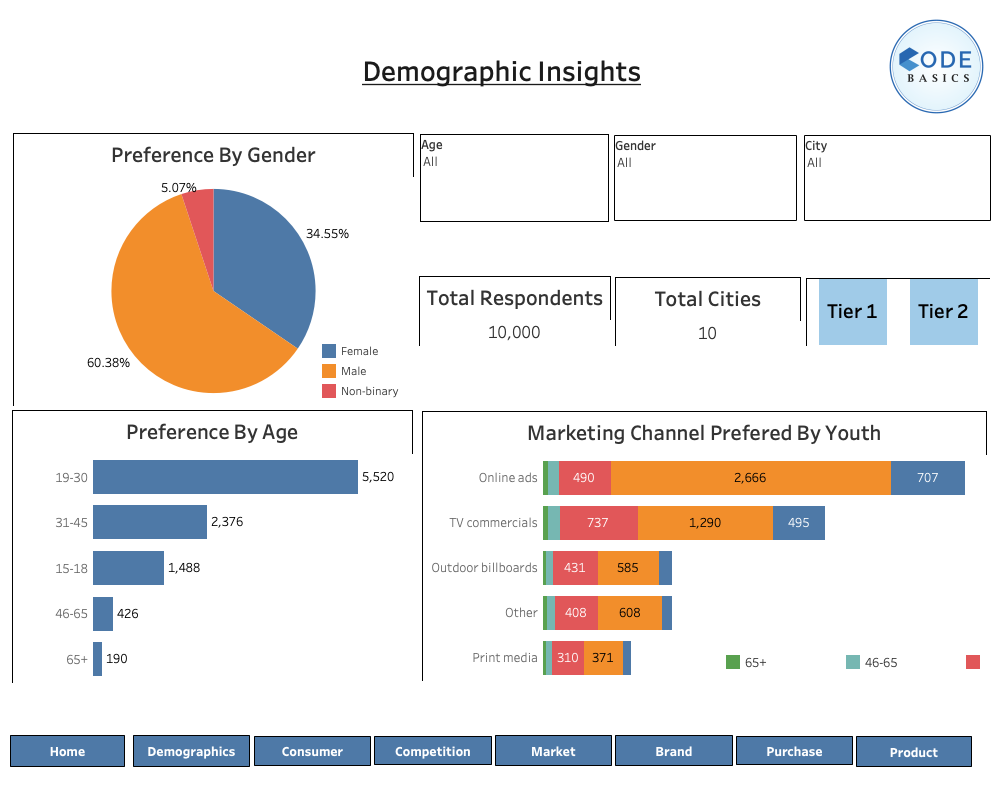 Demographic Insights
CODE
BASICS
Preference By Gender
5.07%
34.55%
60.38%
Female
Male
Non-binary
Age
All
Gender
All
City
All
Total Respondents
10,000
Total Cities
10
Tier 1
Tier 2
Preference By Age
19-30 5,520
31-45 2,376
15-18 1,488
46-65 426
65+ 190
Marketing Channel Prefered By Youth
Online ads 490 2,666 707
TV commercials 737 1,290 495
Outdoor billboards 431 585
Other 408 608
Print media 310 371
65+ 46-65
Home Demographics Consumer Competition Market Brand Purchase Product